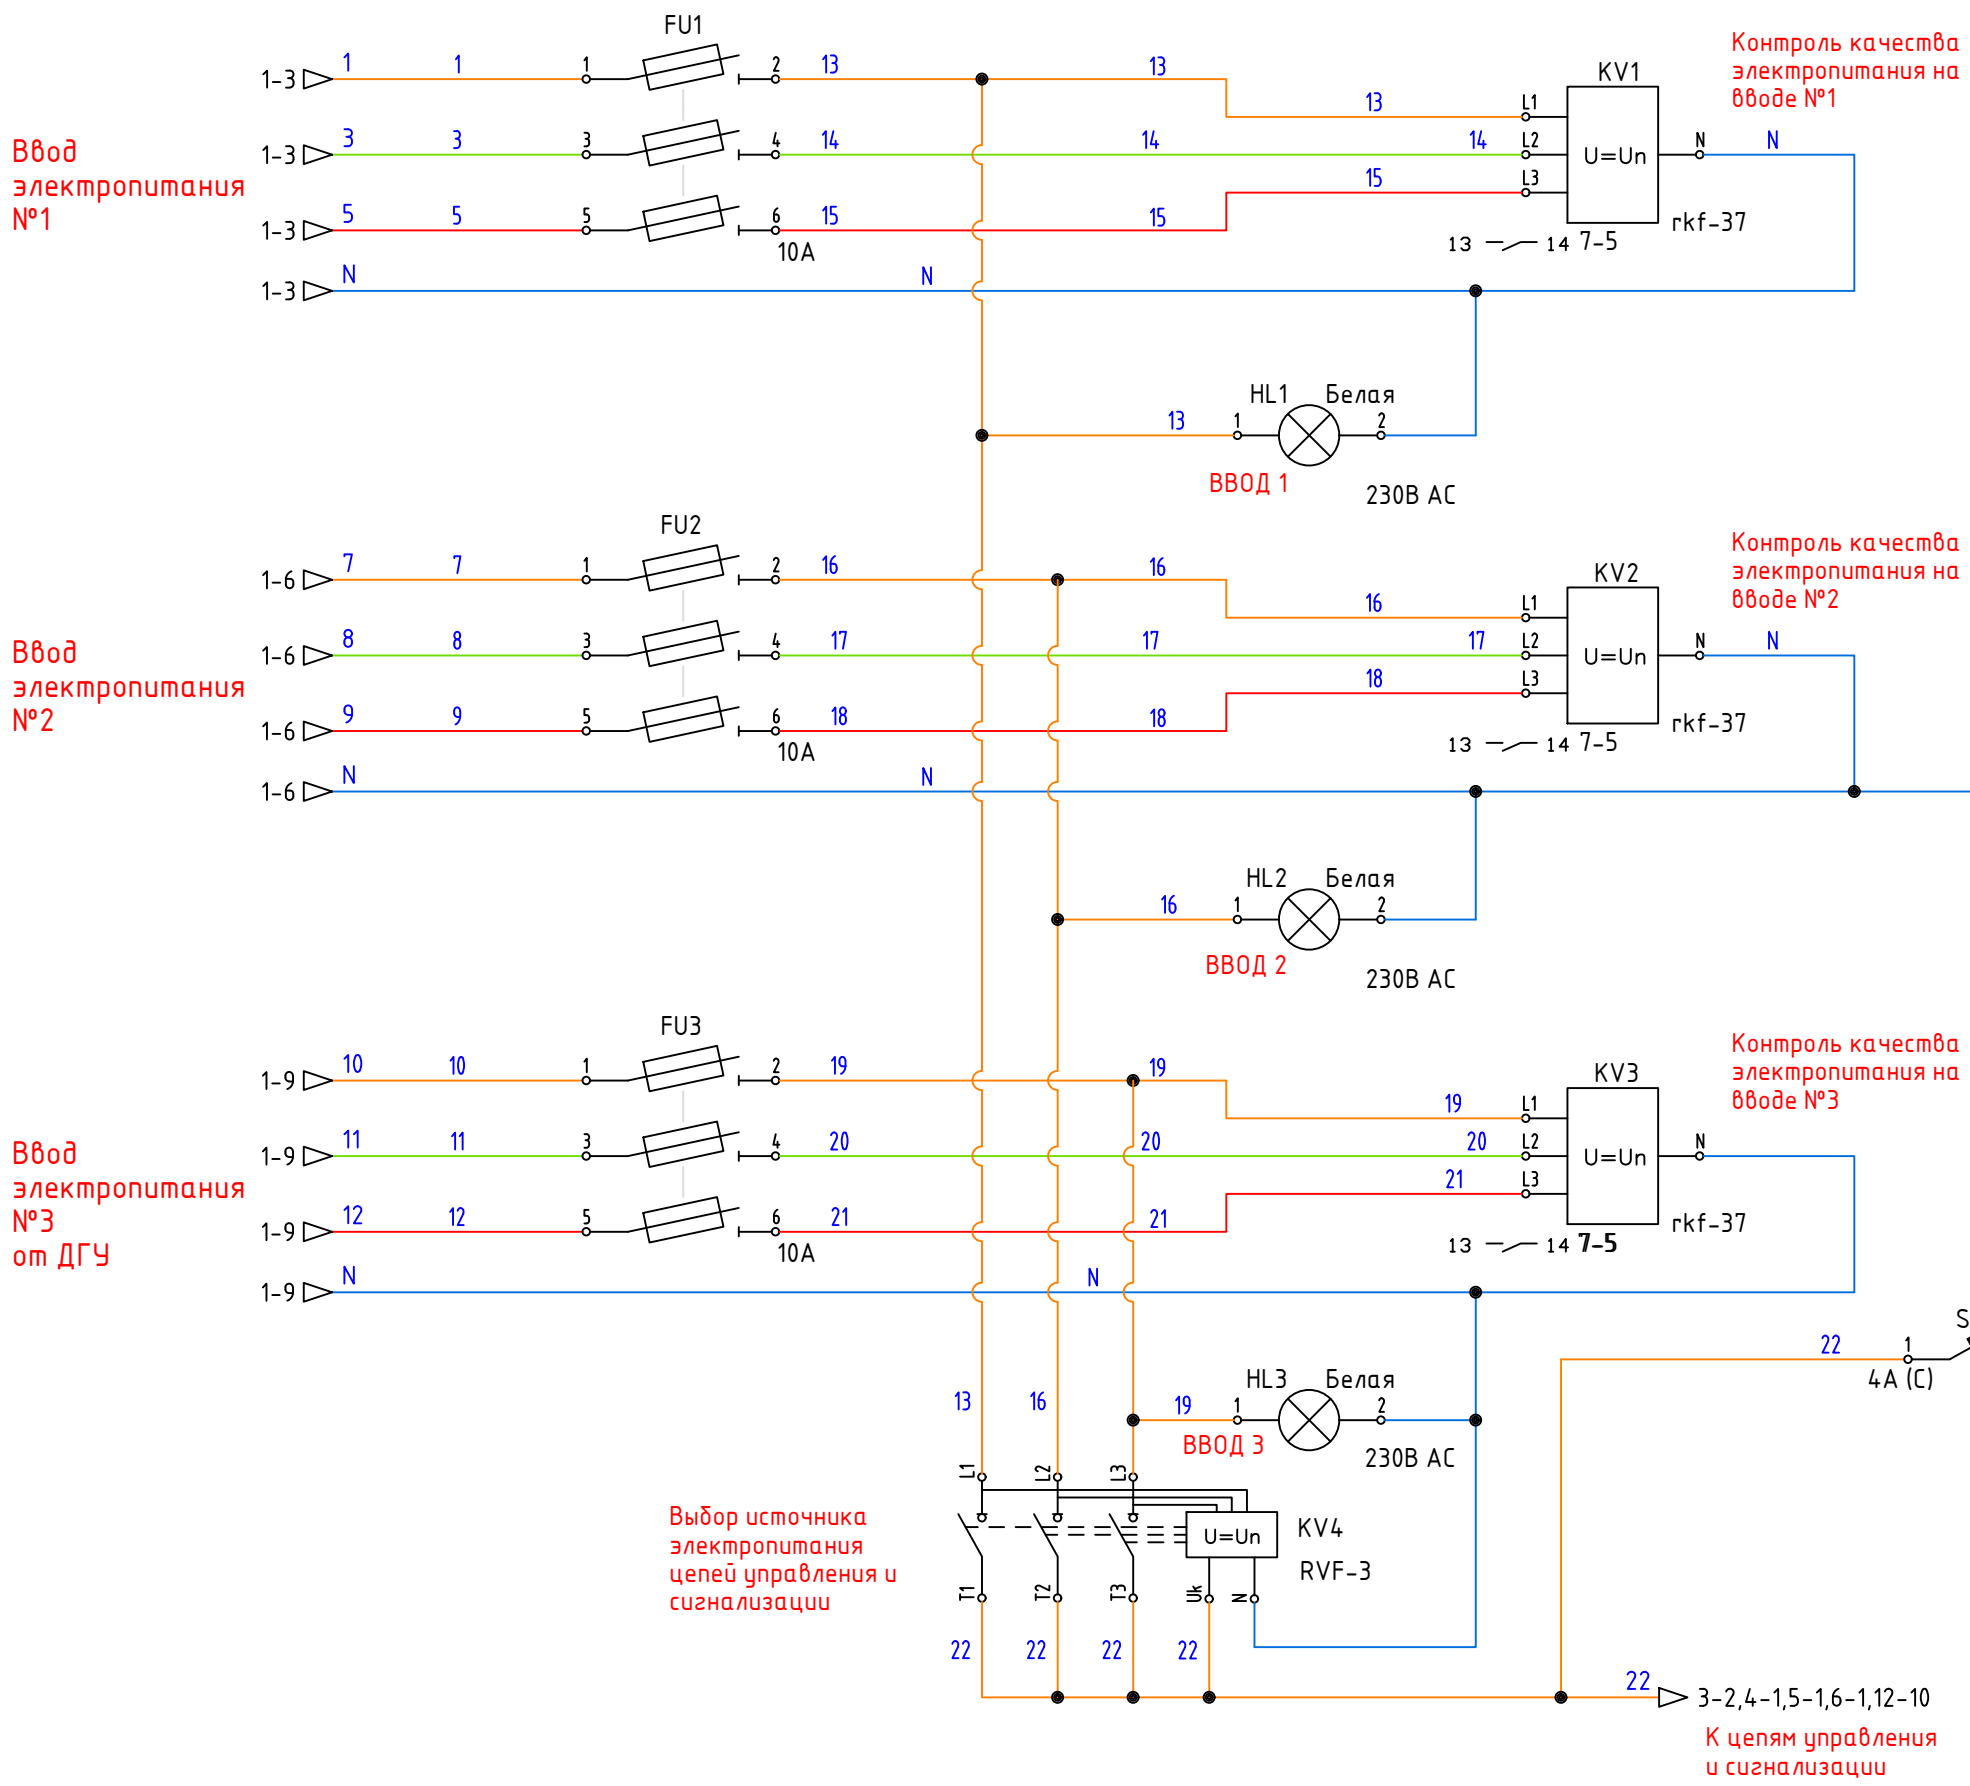 FU1
1-3 1 1 1 2 13 13
KV1
Контроль качества
электропитания на
вводе №1
13 L1
Ввод
электропитания
№1
1-3 3 3 3 4 14 14 14 L2 U=Un N N
15 L3
1-3 5 5 5 6 15 15
10А
rkf-37
13 14 7-5
1-3 N N
HL1 Белая
13 1 2
ВВОД 1
230В АС
FU2
1-6 7 7 1 2 16 16
KV2
Контроль качества
электропитания на
вводе №2
16 L1
Ввод
электропитания
№2
1-6 8 8 3 4 17 17 17 L2 U=Un N N
18 L3
1-6 9 9 5 6 18 18
10А
rkf-37
13 14 7-5
1-6 N N
HL2 Белая
16 1 2
ВВОД 2
230В АС
FU3
1-9 10 10 1 2 19 19
KV3
Контроль качества
электропитания на
вводе №3
19 L1
Ввод
электропитания
№3
от ДГУ
1-9 11 11 3 4 20 20 20 L2 U=Un N
21 L3
1-9 12 12 5 6 21 21
10А
rkf-37
13 14 7-5
1-9 N N
S
22 1
4А (С)
HL3 Белая
13 16 19 1 2
ВВОД 3
230В АС
L1 L2 L3
Выбор источника
электропитания
цепей управления и
сигнализации
U=Un
KV4
RVF-3
T1 T2 T3 Uk N
22 22 22 22
22 3-2,4-1,5-1,6-1,12-10
К цепям управления
и сигнализации